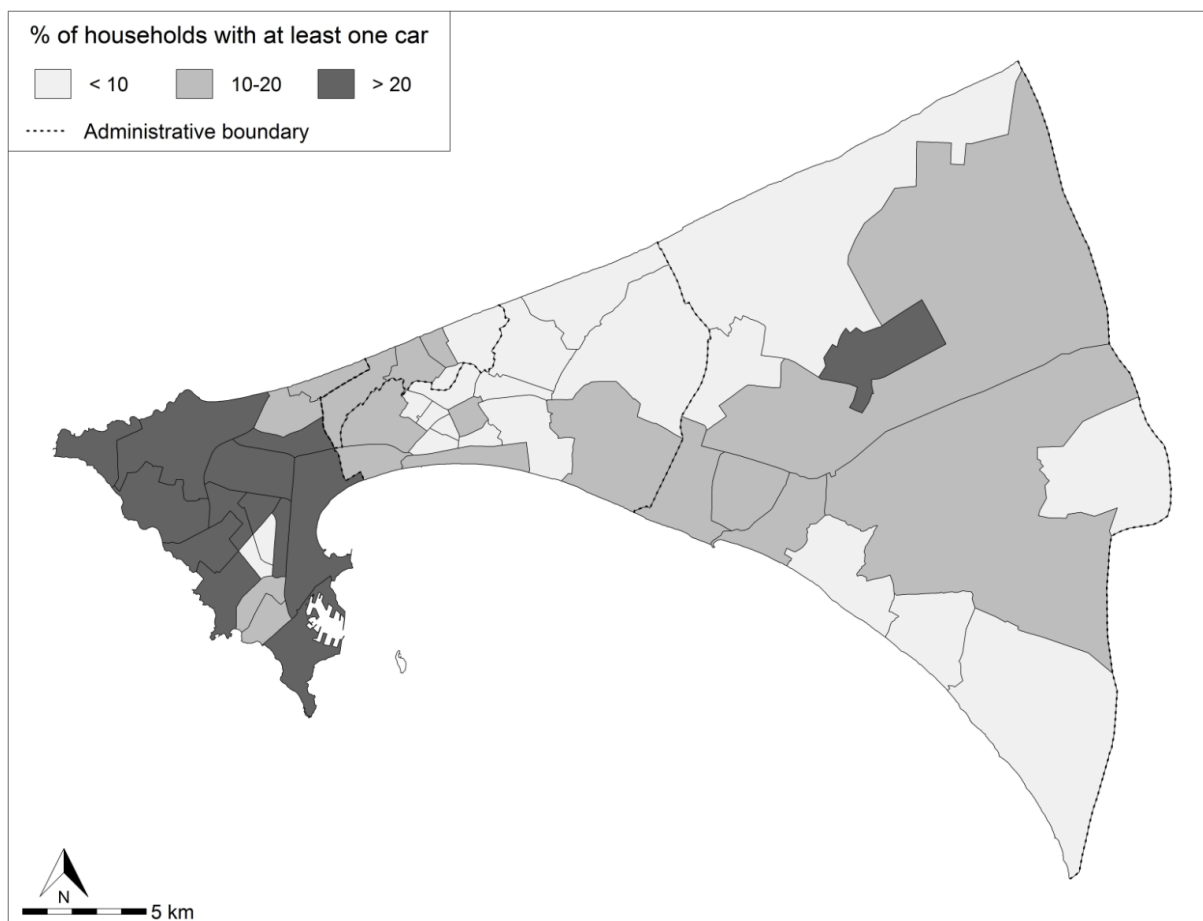 % of households with at least one car
< 10 10-20 > 20
Administrative boundary
N
5 km